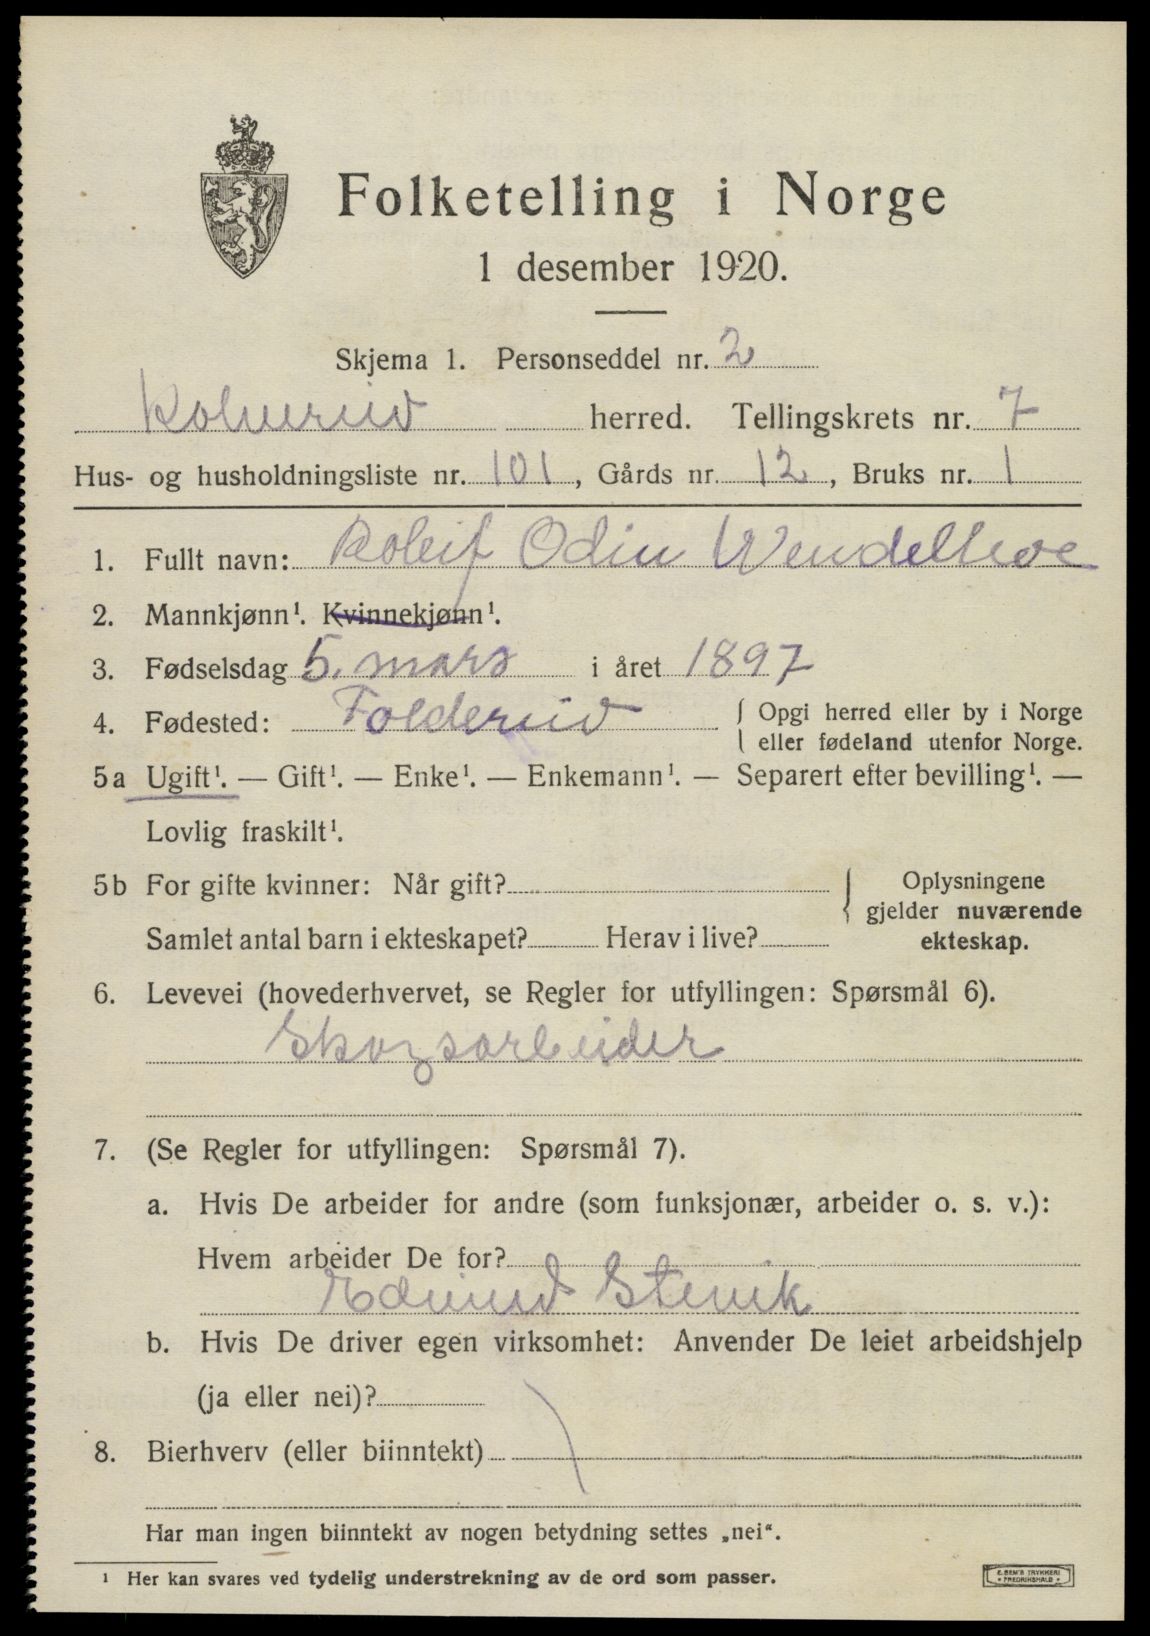 Folketelling i Norge
1 desember 1920.
Skjema 1. Personseddel nr. 2
Kolvereid herred. Tellingskrets nr. 7
Hus- og husholdningsliste nr. 101, Gårds nr. 12, Bruks nr. 1
1. Fullt navn: Roleif Odin Wendelhoe
2. Mannkjønn¹. Kvinnekjønn¹.
3. Fødselsdag 5. mars i året 1897
4. Fødested: Foldereid { Opgi herred eller by i Norge
eller fødeland utenfor Norge.
5a Ugift¹. — Gift¹. — Enke¹. — Enkemann¹. — Separert efter bevilling¹. —
Lovlig fraskilt¹.
5b For gifte kvinner: Når gift? { Oplysningene
gjelder nuværende
Samlet antal barn i ekteskapet? Herav i live? ekteskap.
6. Levevei (hovederhvervet, se Regler for utfyllingen: Spørsmål 6).
Skogsarbeider
7. (Se Regler for utfyllingen: Spørsmål 7).
a. Hvis De arbeider for andre (som funksjonær, arbeider o. s. v.):
Hvem arbeider De for?
Edmund Stenik
b. Hvis De driver egen virksomhet: Anvender De leiet arbeidshjelp
(ja eller nei)?
8. Bierhverv (eller biinntekt)
Har man ingen biinntekt av nogen betydning settes „nei“.
¹ Her kan svares ved tydelig understrekning av de ord som passer.
E. SEM'S TRYKKERI
• FREDRIKSHALD •